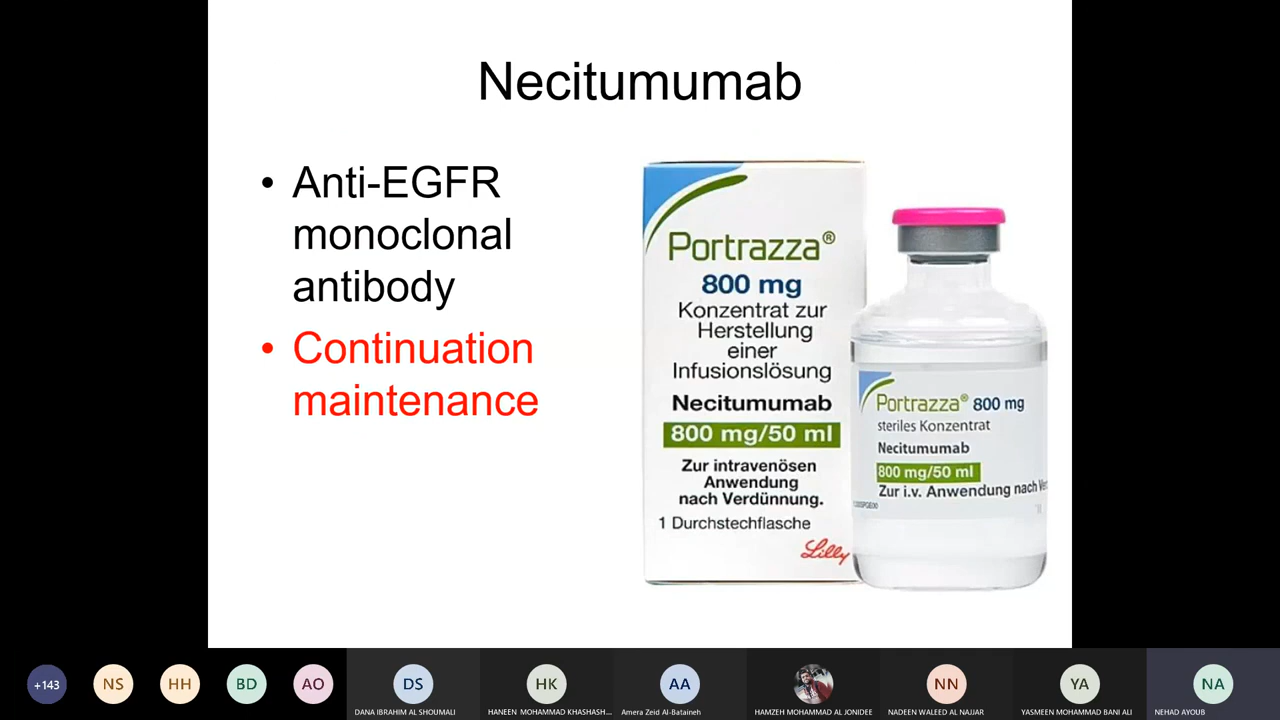 Necitumumab
• Anti-EGFR
monoclonal
antibody
• Continuation
maintenance
Portrazza®
800 mg
Konzentrat zur
Herstellung
einer
Infusionslösung
Necitumumab
800 mg/50 ml
Zur intravenösen
Anwendung
nach Verdünnung.
1 Durchstechflasche
Lilly
Portrazza® 800 mg
steriles Konzentrat
Necitumumab
800 mg/50 ml
Zur i.v. Anwendung nach
+143
NS
HH
BD
AO
DS
DANA IBRAHIM AL SHOUMALI
HK
HANEEN MOHAMMAD KHASHASH...
AA
Amera Zeid Al-Bataineh
HAMZEH MOHAMMAD AL JONIDEE
NN
NADEEN WALEED AL NAJJAR
YA
YASMEEN MOHAMMAD BANI ALI
NA
NEHAD AYOUB